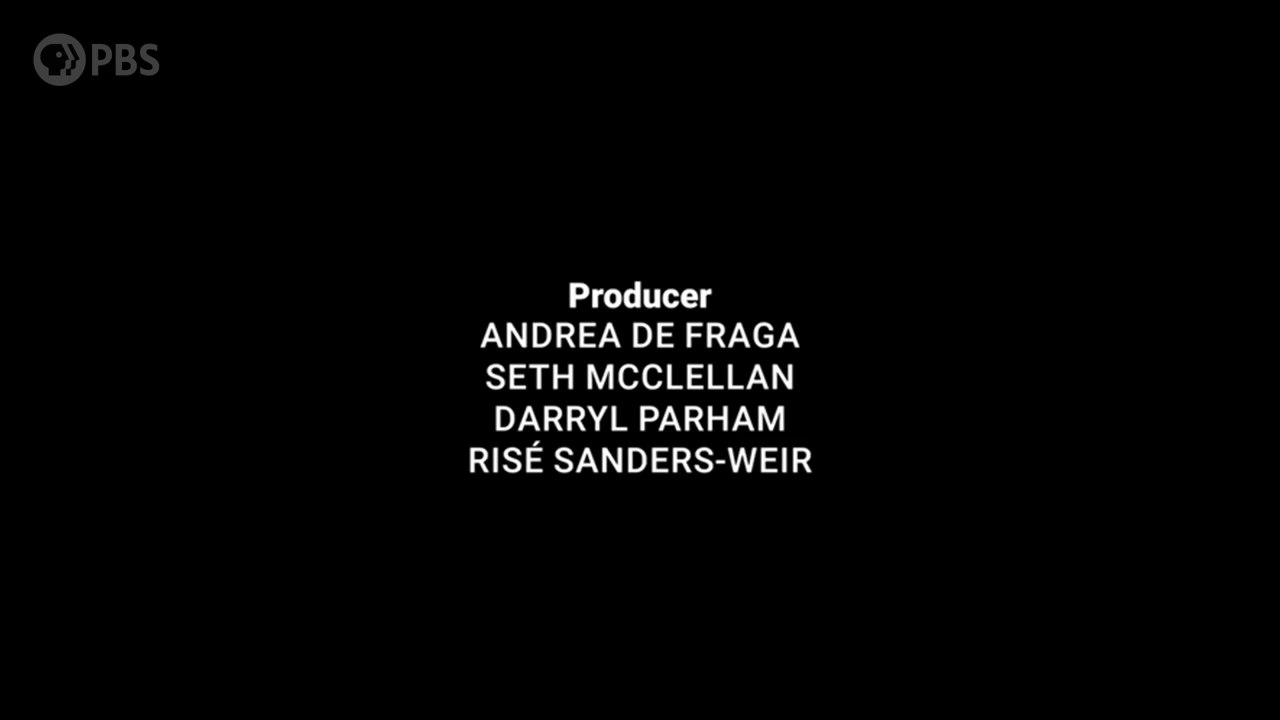 PBS
Producer
ANDREA DE FRAGA
SETH MCCLELLAN
DARRYL PARHAM
RISÉ SANDERS-WEIR